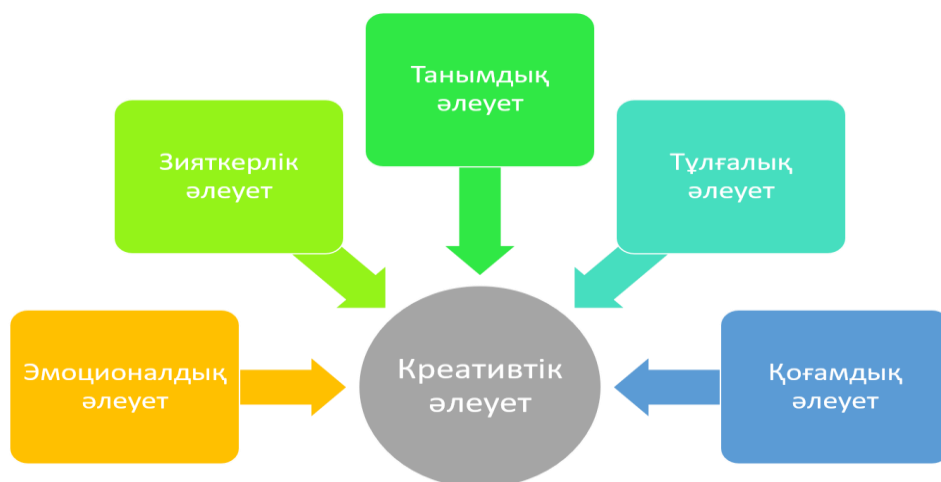 Танымдық
әлеует
Зияткерлік
әлеует
Тұлғалық
әлеует
Эмоционалдық
әлеует
Креативтік
әлеует
Қоғамдық
әлеует